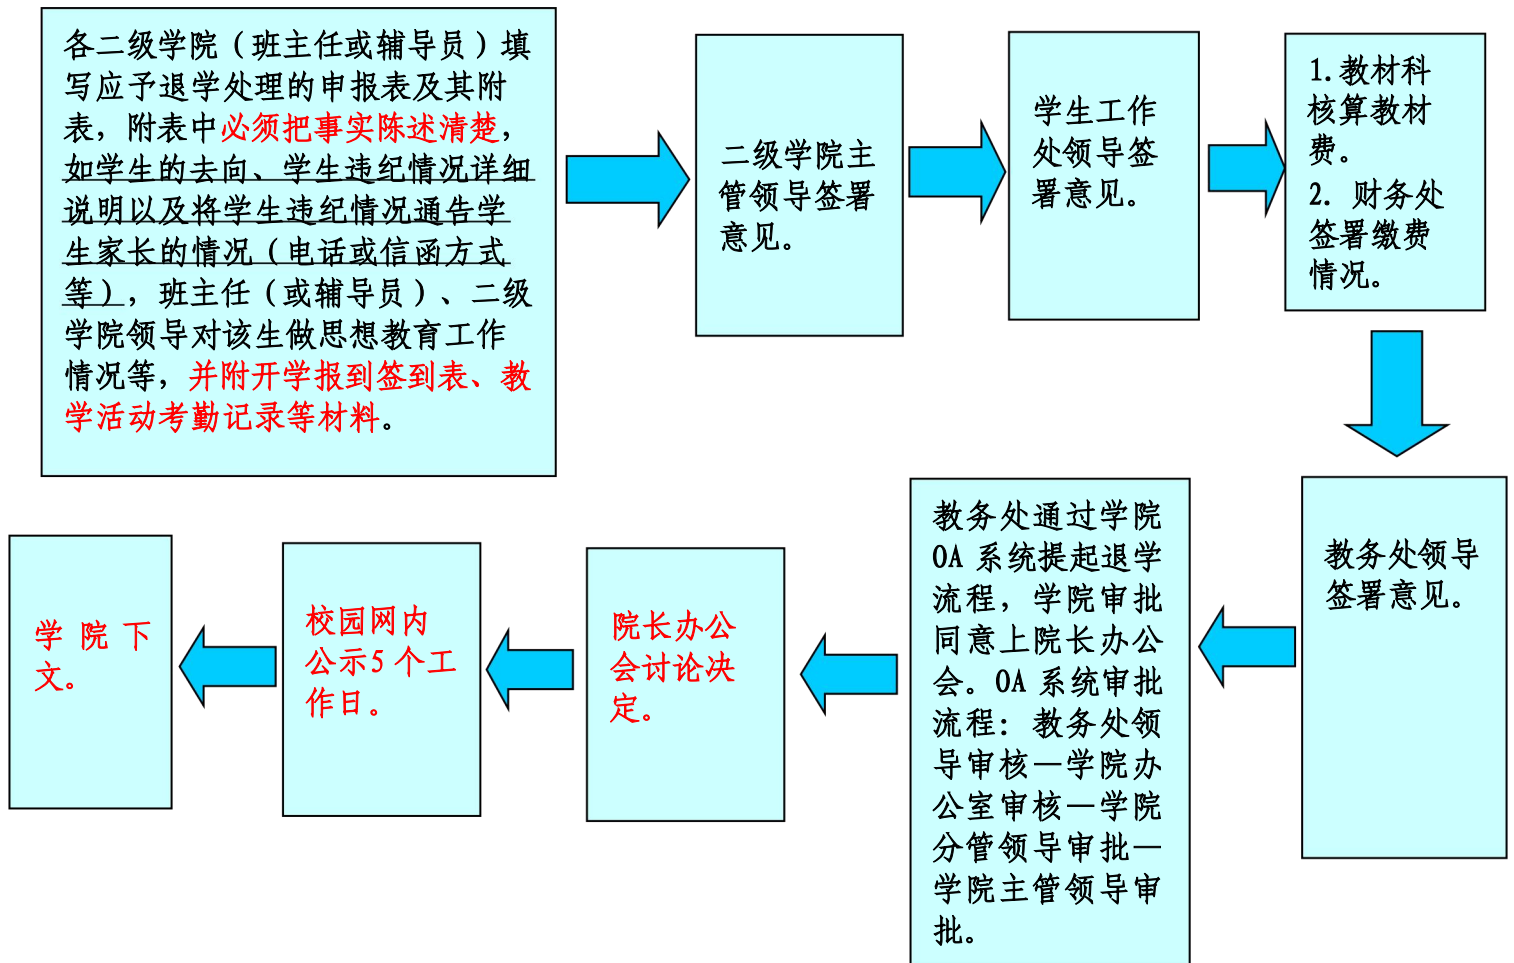 各二级学院（班主任或辅导员）填
写应予退学处理的申报表及其附
表，附表中必须把事实陈述清楚，
如学生的去向、学生违纪情况详细
说明以及将学生违纪情况通告学
生家长的情况（电话或信函方式
等），班主任（或辅导员）、二级
学院领导对该生做思想教育工作
情况等，并附开学报到签到表、教
学活动考勤记录等材料。
二级学院主
管领导签署
意见。
学生工作
处领导签
署意见。
1.教材科
核算教材
费。
2. 财务处
签署缴费
情况。
教务处领导
签署意见。
教务处通过学院
OA 系统提起退学
流程，学院审批
同意上院长办公
会。OA 系统审批
流程：教务处领
导审核—学院办
公室审核—学院
分管领导审批—
学院主管领导审
批。
院长办公
会讨论决
定。
校园网内
公示5 个工
作日。
学 院 下
文。